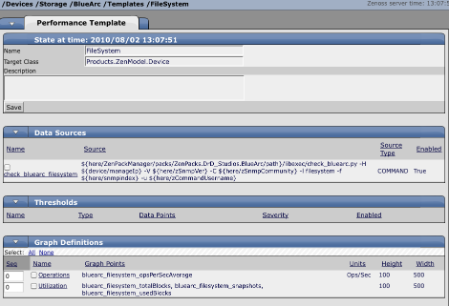 /Devices /Storage /BlueArc /Templates /FileSystem
Zenoss server time: 13:07:5
Performance Template
State at time: 2010/08/02 13:07:51
Name FileSystem
Target Class Products.ZenModel.Device
Description
Save
Data Sources
Name Source Source Type Enabled
check_bluearc_filesystem
${here/ZenPackManager/packs/ZenPacks.DrD_Studios.BlueArc/path}/libexec/check_bluearc.py -H
${device/manageIp} -V ${here/zSnmpVer} -C ${here/zSnmpCommunity} -l filesystem -f
${here/snmpindex} -u ${here/zCommandUsername}
COMMAND True
Thresholds
Name Type Data Points Severity Enabled
Graph Definitions
Select: All None
Seq Name Graph Points Units Height Width
0 Operations bluearc_filesystem_opsPerSecAverage Ops/Sec 100 500
0 Utilization bluearc_filesystem_totalBlocks, bluearc_filesystem_snapshots,
bluearc_filesystem_usedBlocks
100 500